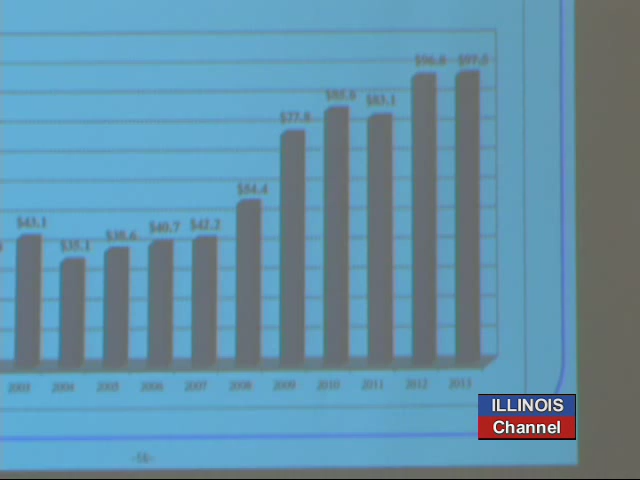 $96.8 $97.5
$85.8 $83.1
$77.8
$54.4
$43.1 $35.1 $38.6 $40.7 $42.2
2003 2004 2005 2006 2007 2008 2009 2010 2011 2012 2013
ILLINOIS
Channel
-16-